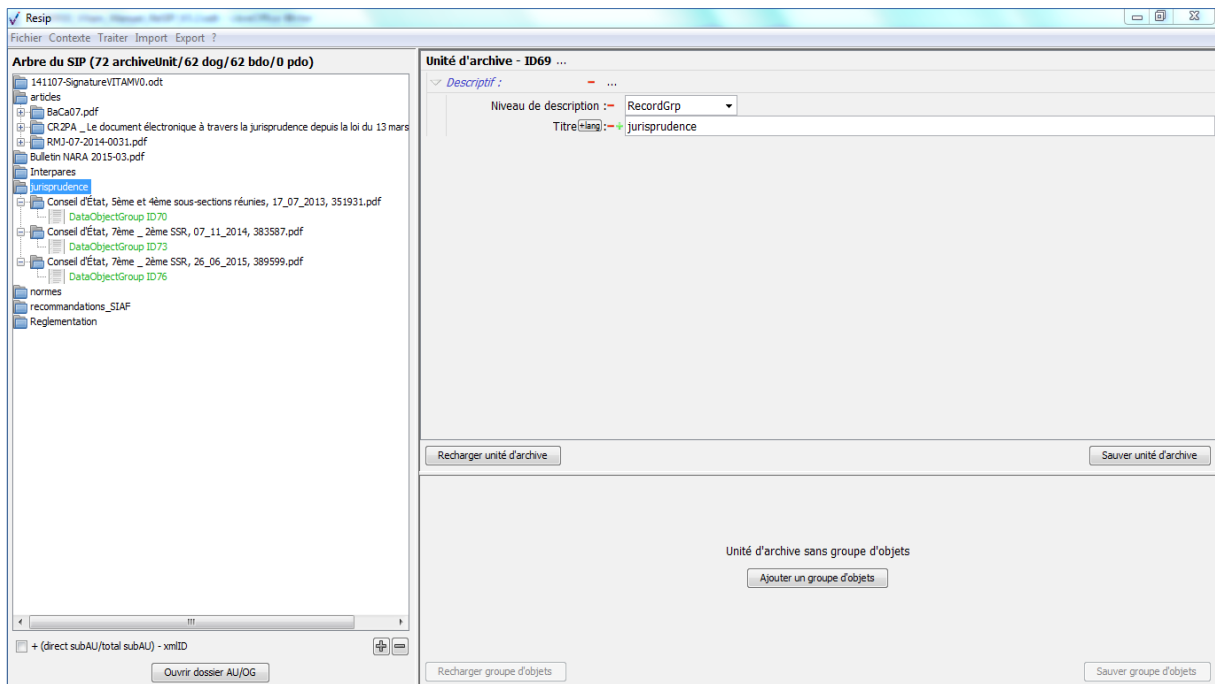 Resip
Fichier Contexte Traiter Import Export ?
Arbre du SIP (72 archiveUnit/62 dog/62 bdo/0 pdo)
141107-SignatureVITAMV0.odt
articles
BaCa07.pdf
CR2PA _ Le document électronique à travers la jurisprudence depuis la loi du 13 mars
RMJ-07-2014-0031.pdf
Bulletin NARA 2015-03.pdf
Interpares
jurisprudence
Conseil d'État, 5ème et 4ème sous-sections réunies, 17_07_2013, 351931.pdf
DataObjectGroup ID70
Conseil d'État, 7ème _ 2ème SSR, 07_11_2014, 383587.pdf
DataObjectGroup ID73
Conseil d'État, 7ème _ 2ème SSR, 26_06_2015, 389599.pdf
DataObjectGroup ID76
normes
recommandations_SIAF
Reglementation
+ (direct subAU/total subAU) - xmlID
Ouvrir dossier AU/OG
Unité d'archive - ID69 ...
Descriptif : - ...
Niveau de description :- RecordGrp
Titre +lang :- + jurisprudence
Recharger unité d'archive
Sauver unité d'archive
Unité d'archive sans groupe d'objets
Ajouter un groupe d'objets
Recharger groupe d'objets
Sauver groupe d'objets